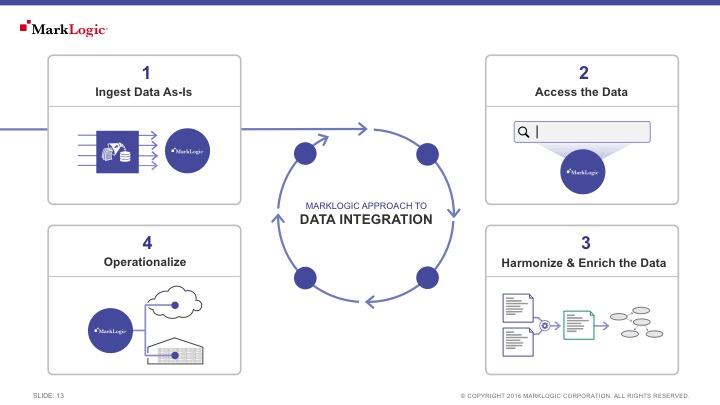 MarkLogic
1
Ingest Data As-Is
MarkLogic
2
Access the Data
MarkLogic
MARKLOGIC APPROACH TO
DATA INTEGRATION
4
Operationalize
MarkLogic
3
Harmonize & Enrich the Data
SLIDE: 13
© COPYRIGHT 2016 MARKLOGIC CORPORATION. ALL RIGHTS RESERVED.